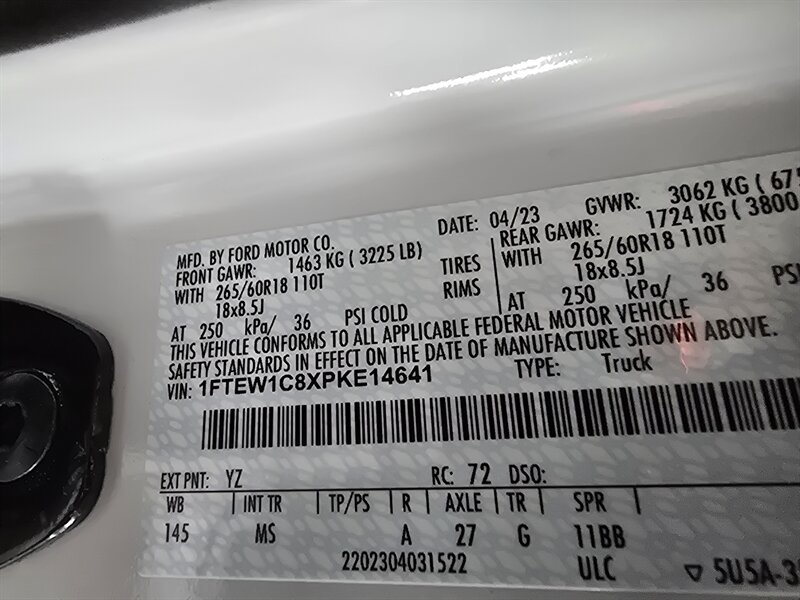 MFD. BY FORD MOTOR CO. DATE: 04/23 GVWR: 3062 KG ( 675
FRONT GAWR: 1463 KG ( 3225 LB) REAR GAWR: 1724 KG ( 3800
WITH 265/60R18 110T TIRES WITH 265/60R18 110T
18x8.5J RIMS 18x8.5J
AT 250 kPa/ 36 PSI COLD AT 250 kPa/ 36 PSI
THIS VEHICLE CONFORMS TO ALL APPLICABLE FEDERAL MOTOR VEHICLE
SAFETY STANDARDS IN EFFECT ON THE DATE OF MANUFACTURE SHOWN ABOVE.
VIN: 1FTEW1C8XPKE14641 TYPE: Truck
EXT PNT: YZ RC: 72 DSO:
WB INT TR TP/PS R AXLE TR SPR
145 MS A 27 G 11BB
2202304031522 ULC ▽ 5U5A-